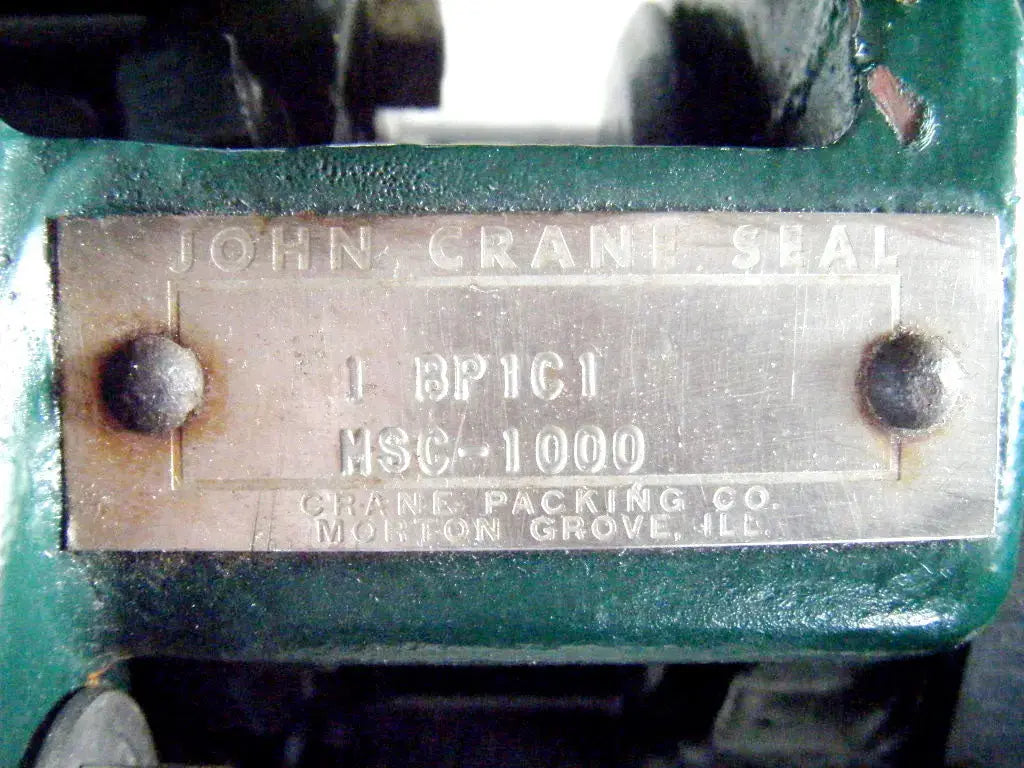 JOHN CRANE SEAL
1 BP1C1
MSC-1000
CRANE PACKING CO.
MORTON GROVE, ILL.